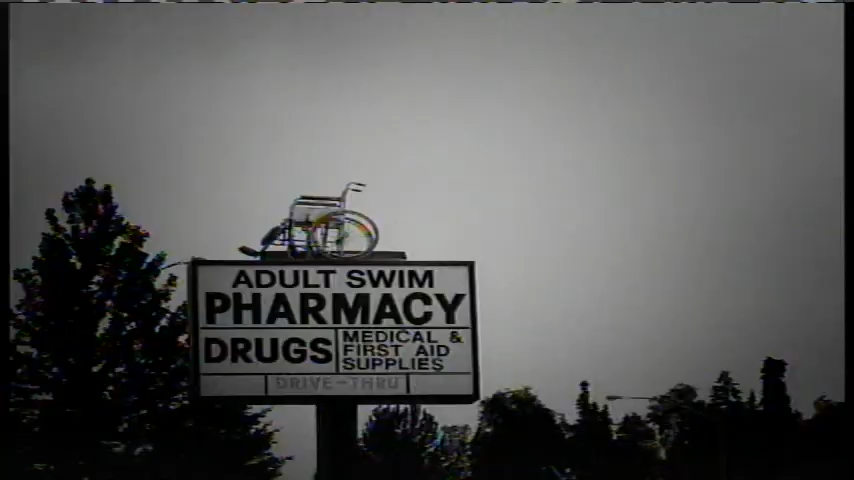 ADULT SWIM
PHARMACY
DRUGS
MEDICAL &
FIRST AID
SUPPLIES
DRIVE-THRU